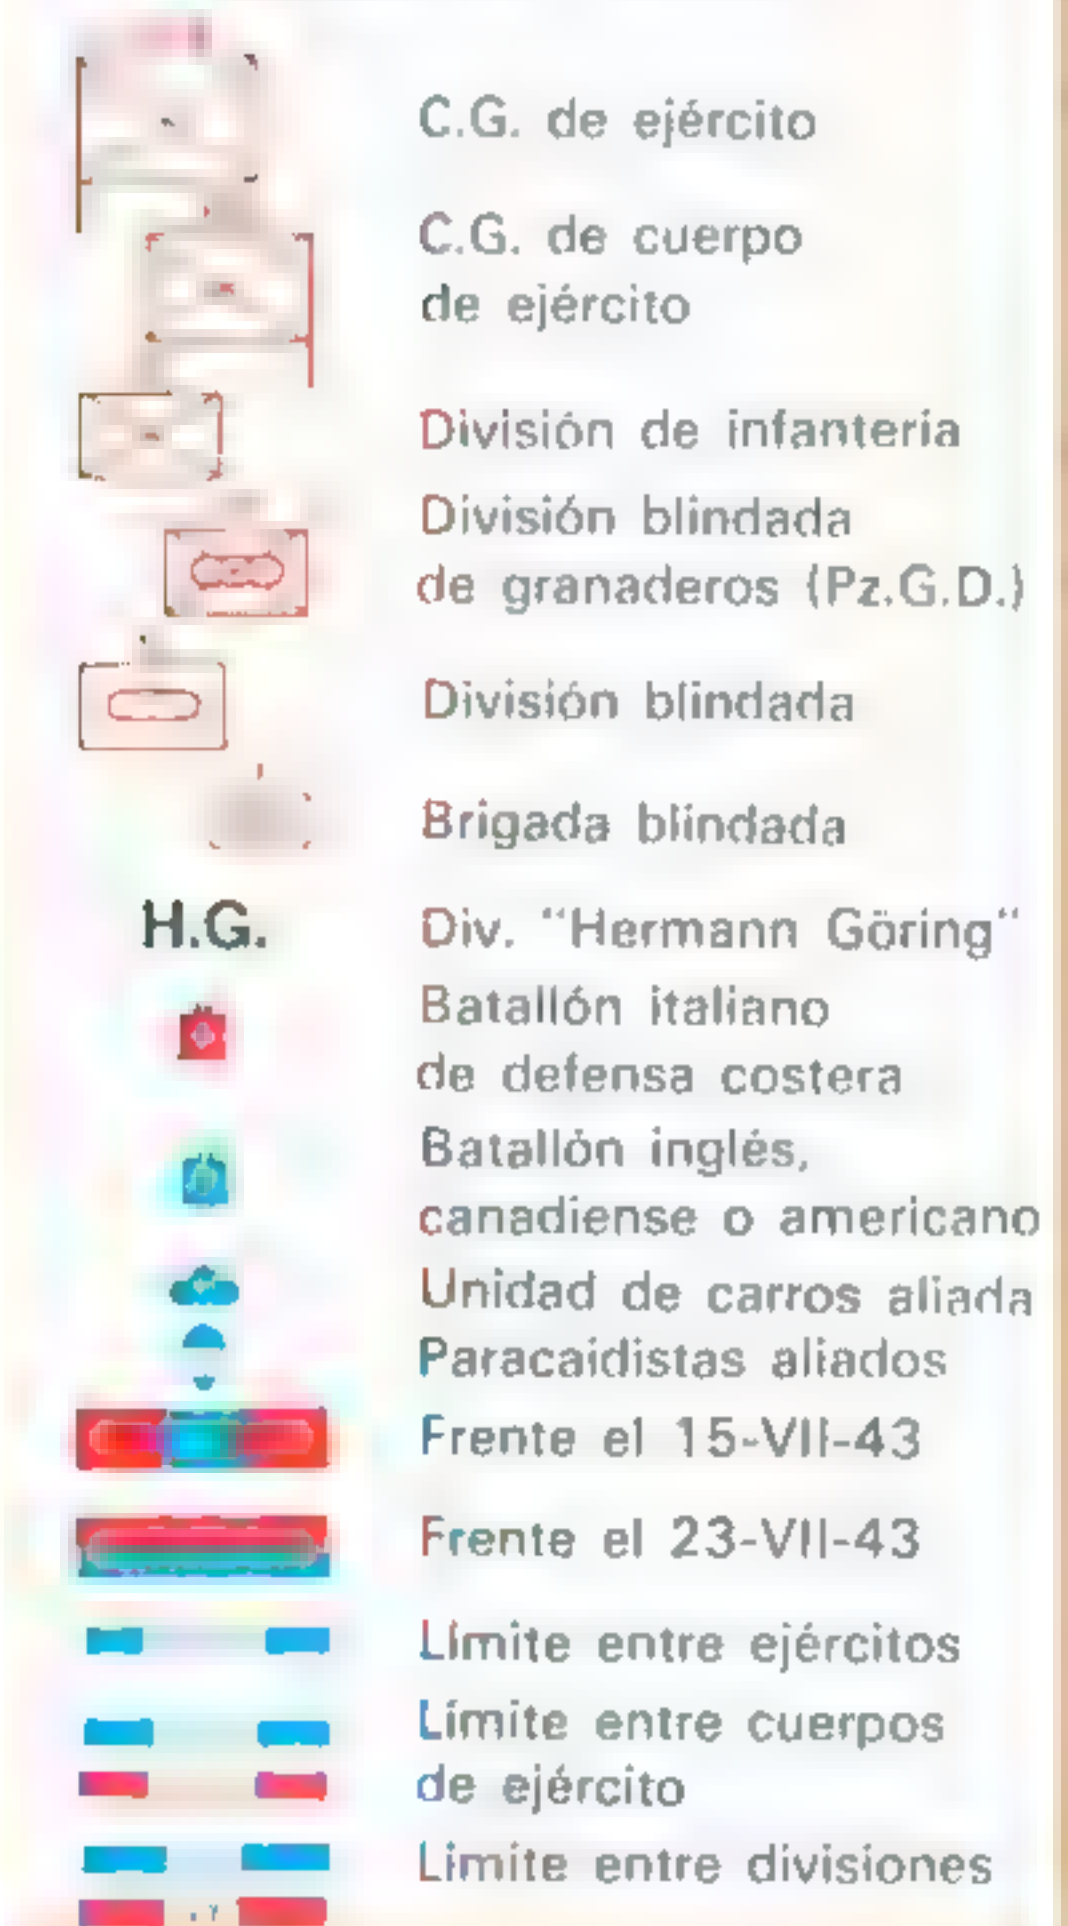 C.G. de ejército
C.G. de cuerpo
de ejército
División de infantería
División blindada
de granaderos (Pz.G.D.)
División blindada
Brigada blindada
H.G. Div. “Hermann Göring“
Batallón italiano
de defensa costera
Batallón inglés,
canadiense o americano
Unidad de carros aliada
Paracaidistas aliados
Frente el 15-VII-43
Frente el 23-VII-43
Límite entre ejércitos
Límite entre cuerpos
de ejército
Limite entre divisiones